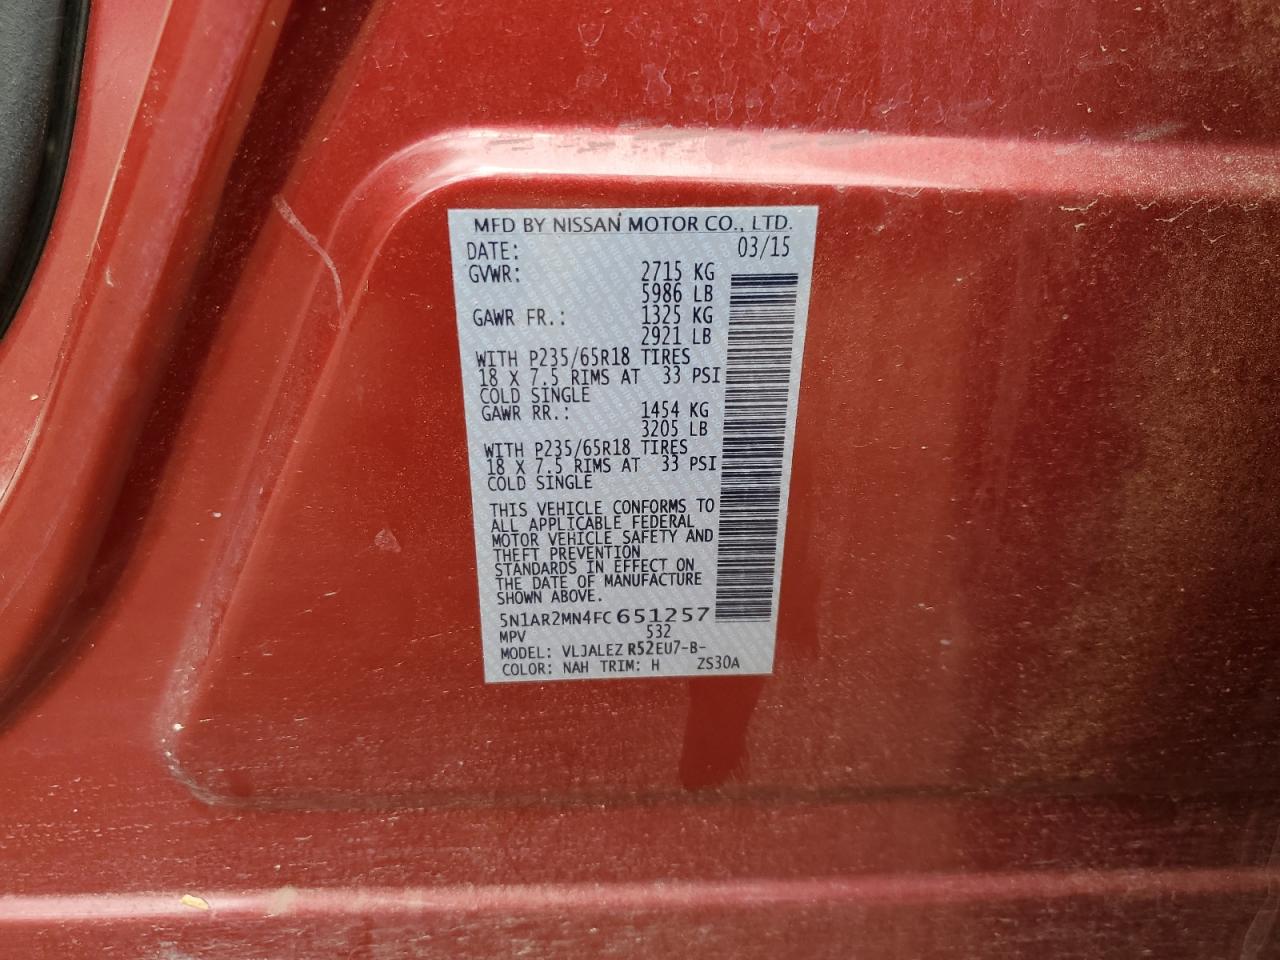 MFD BY NISSAN MOTOR CO., LTD.
DATE: 03/15
GVWR: 2715 KG
5986 LB
GAWR FR.: 1325 KG
2921 LB
WITH P235/65R18 TIRES
18 X 7.5 RIMS AT 33 PSI
COLD SINGLE
GAWR RR.: 1454 KG
3205 LB
WITH P235/65R18 TIRES
18 X 7.5 RIMS AT 33 PSI
COLD SINGLE
THIS VEHICLE CONFORMS TO
ALL APPLICABLE FEDERAL
MOTOR VEHICLE SAFETY AND
THEFT PREVENTION
STANDARDS IN EFFECT ON
THE DATE OF MANUFACTURE
SHOWN ABOVE.
5N1AR2MN4FC651257
MPV 532
MODEL: VLJALEZ R52EU7-B-
COLOR: NAH TRIM: H ZS30A